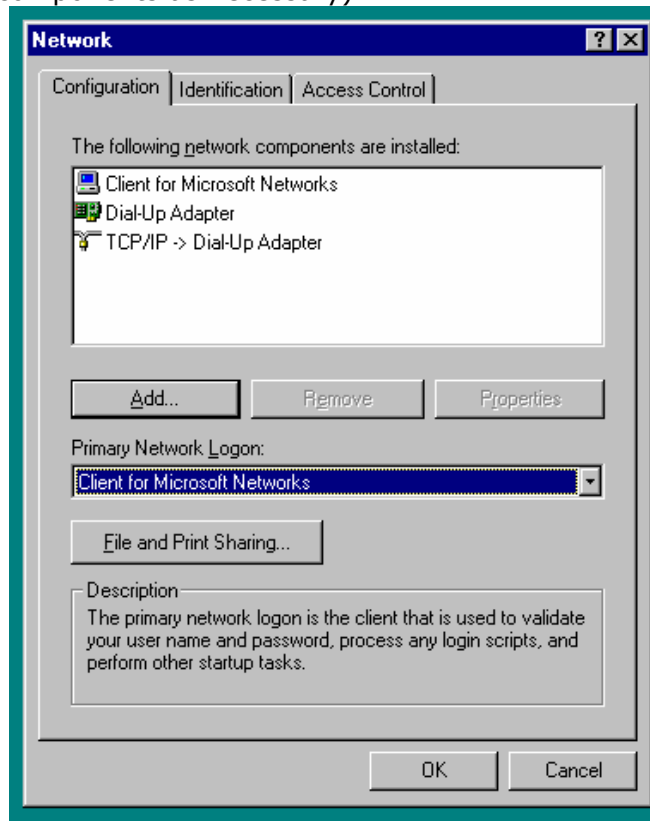 Network
Configuration Identification Access Control
The following network components are installed:
Client for Microsoft Networks
Dial-Up Adapter
TCP/IP -> Dial-Up Adapter
Add... Remove Properties
Primary Network Logon:
Client for Microsoft Networks
File and Print Sharing...
Description
The primary network logon is the client that is used to validate
your user name and password, process any login scripts, and
perform other startup tasks.
OK Cancel